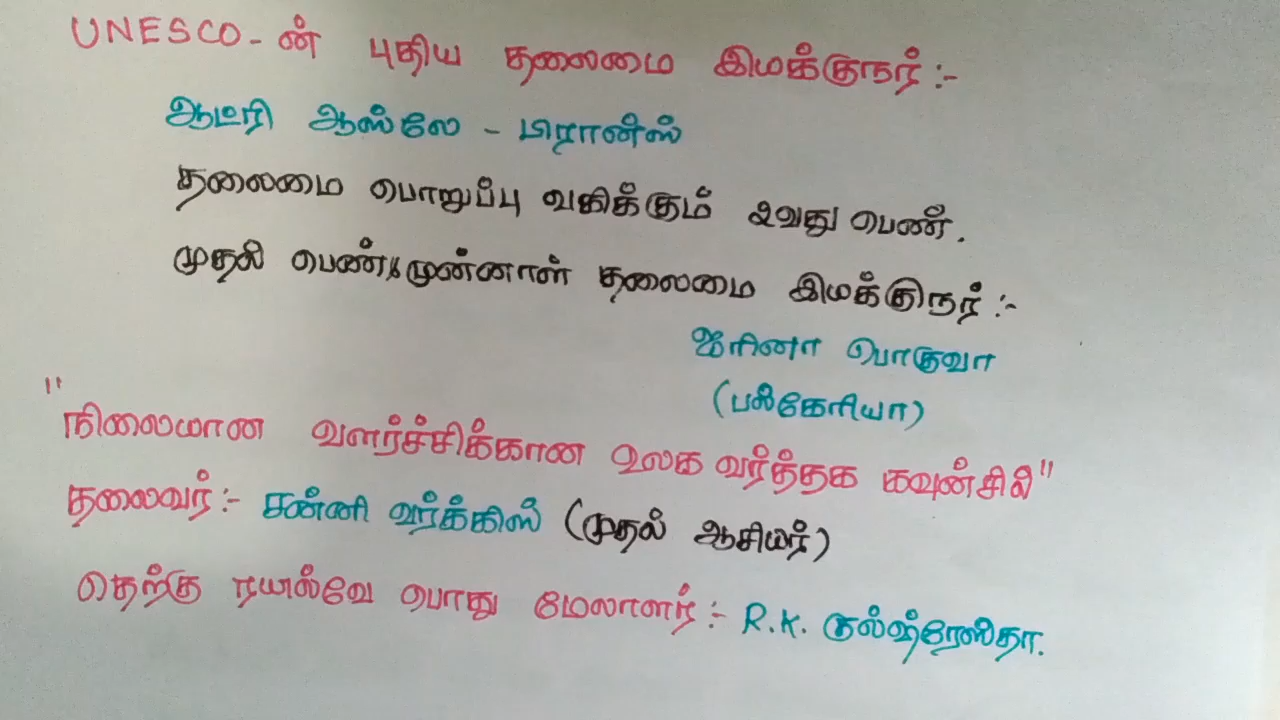 UNESCO - ன் புதிய தலைமை இயக்குநர் :-
ஆட்ரி ஆஸ்லே - பிரான்ஸ்
தலைமை பொறுப்பு வகிக்கும் 2வது பெண்.
முதல் பெண் & முன்னாள் தலைமை இயக்குநர் :-
இரினா பொகுவா
(பல்கேரியா)
"நிலையான வளர்ச்சிக்கான உலக வர்த்தக கவுன்சில்"
தலைவர் :- சன்னி வர்க்கிஸ் (முதல் ஆசியர்)
தெற்கு ரயில்வே பொது மேலாளர் :- R.K. குல்ஷ்ரேஸ்தா.